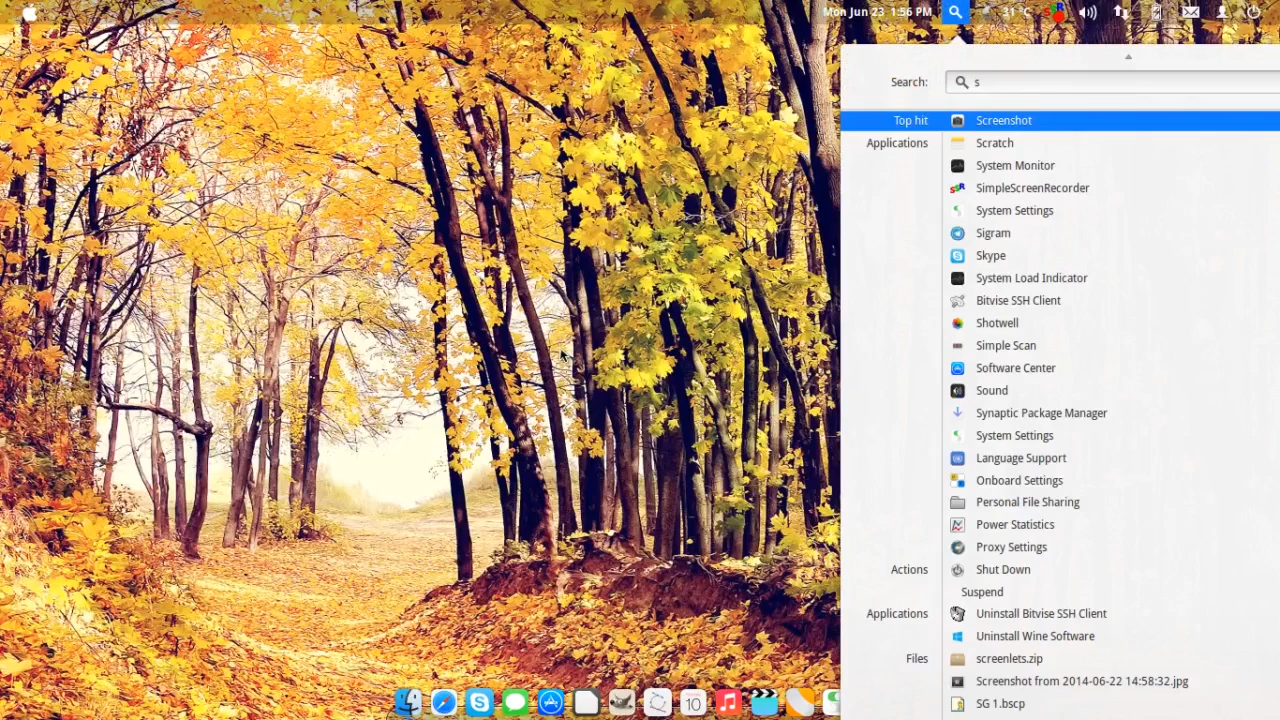 Mon Jun 23 1:56 PM
31 °C
Search: s
Top hit Screenshot
Applications Scratch
System Monitor
SimpleScreenRecorder
System Settings
Sigram
Skype
System Load Indicator
Bitvise SSH Client
Shotwell
Simple Scan
Software Center
Sound
Synaptic Package Manager
System Settings
Language Support
Onboard Settings
Personal File Sharing
Power Statistics
Proxy Settings
Actions Shut Down
Suspend
Applications Uninstall Bitvise SSH Client
Uninstall Wine Software
Files screenlets.zip
Screenshot from 2014-06-22 14:58:32.jpg
SG 1.bscp
10